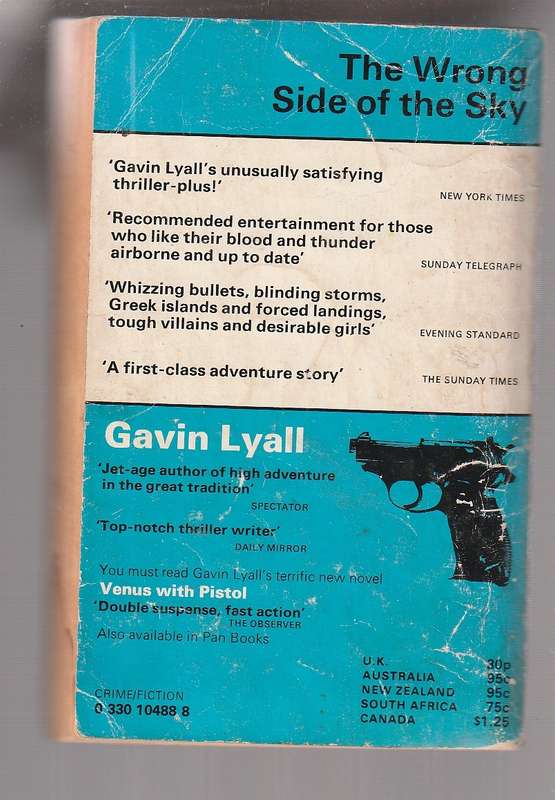 The Wrong
Side of the Sky
‘Gavin Lyall’s unusually satisfying
thriller-plus!’
NEW YORK TIMES
‘Recommended entertainment for those
who like their blood and thunder
airborne and up to date’
SUNDAY TELEGRAPH
‘Whizzing bullets, blinding storms,
Greek islands and forced landings,
tough villains and desirable girls’
EVENING STANDARD
‘A first-class adventure story’
THE SUNDAY TIMES
Gavin Lyall
‘Jet-age author of high adventure
in the great tradition’
SPECTATOR
‘Top-notch thriller writer’
DAILY MIRROR
You must read Gavin Lyall’s terrific new novel
Venus with Pistol
‘Double suspense, fast action’
THE OBSERVER
Also available in Pan Books
CRIME/FICTION
0 330 10488 8
U.K. 30p
AUSTRALIA 95c
NEW ZEALAND 95c
SOUTH AFRICA 75c
CANADA $1.25